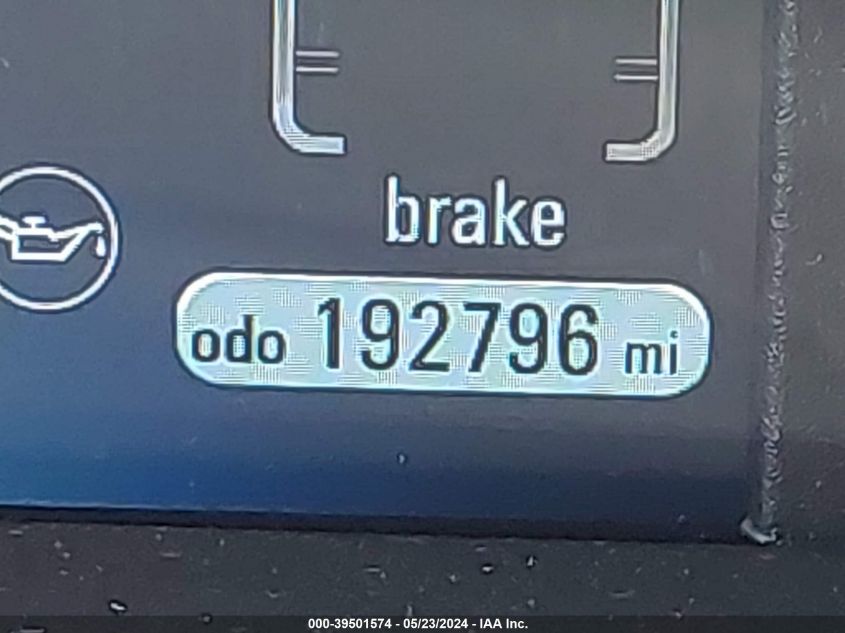 brake
odo 192796 mi
000-39501574 - 05/23/2024 - IAA Inc.